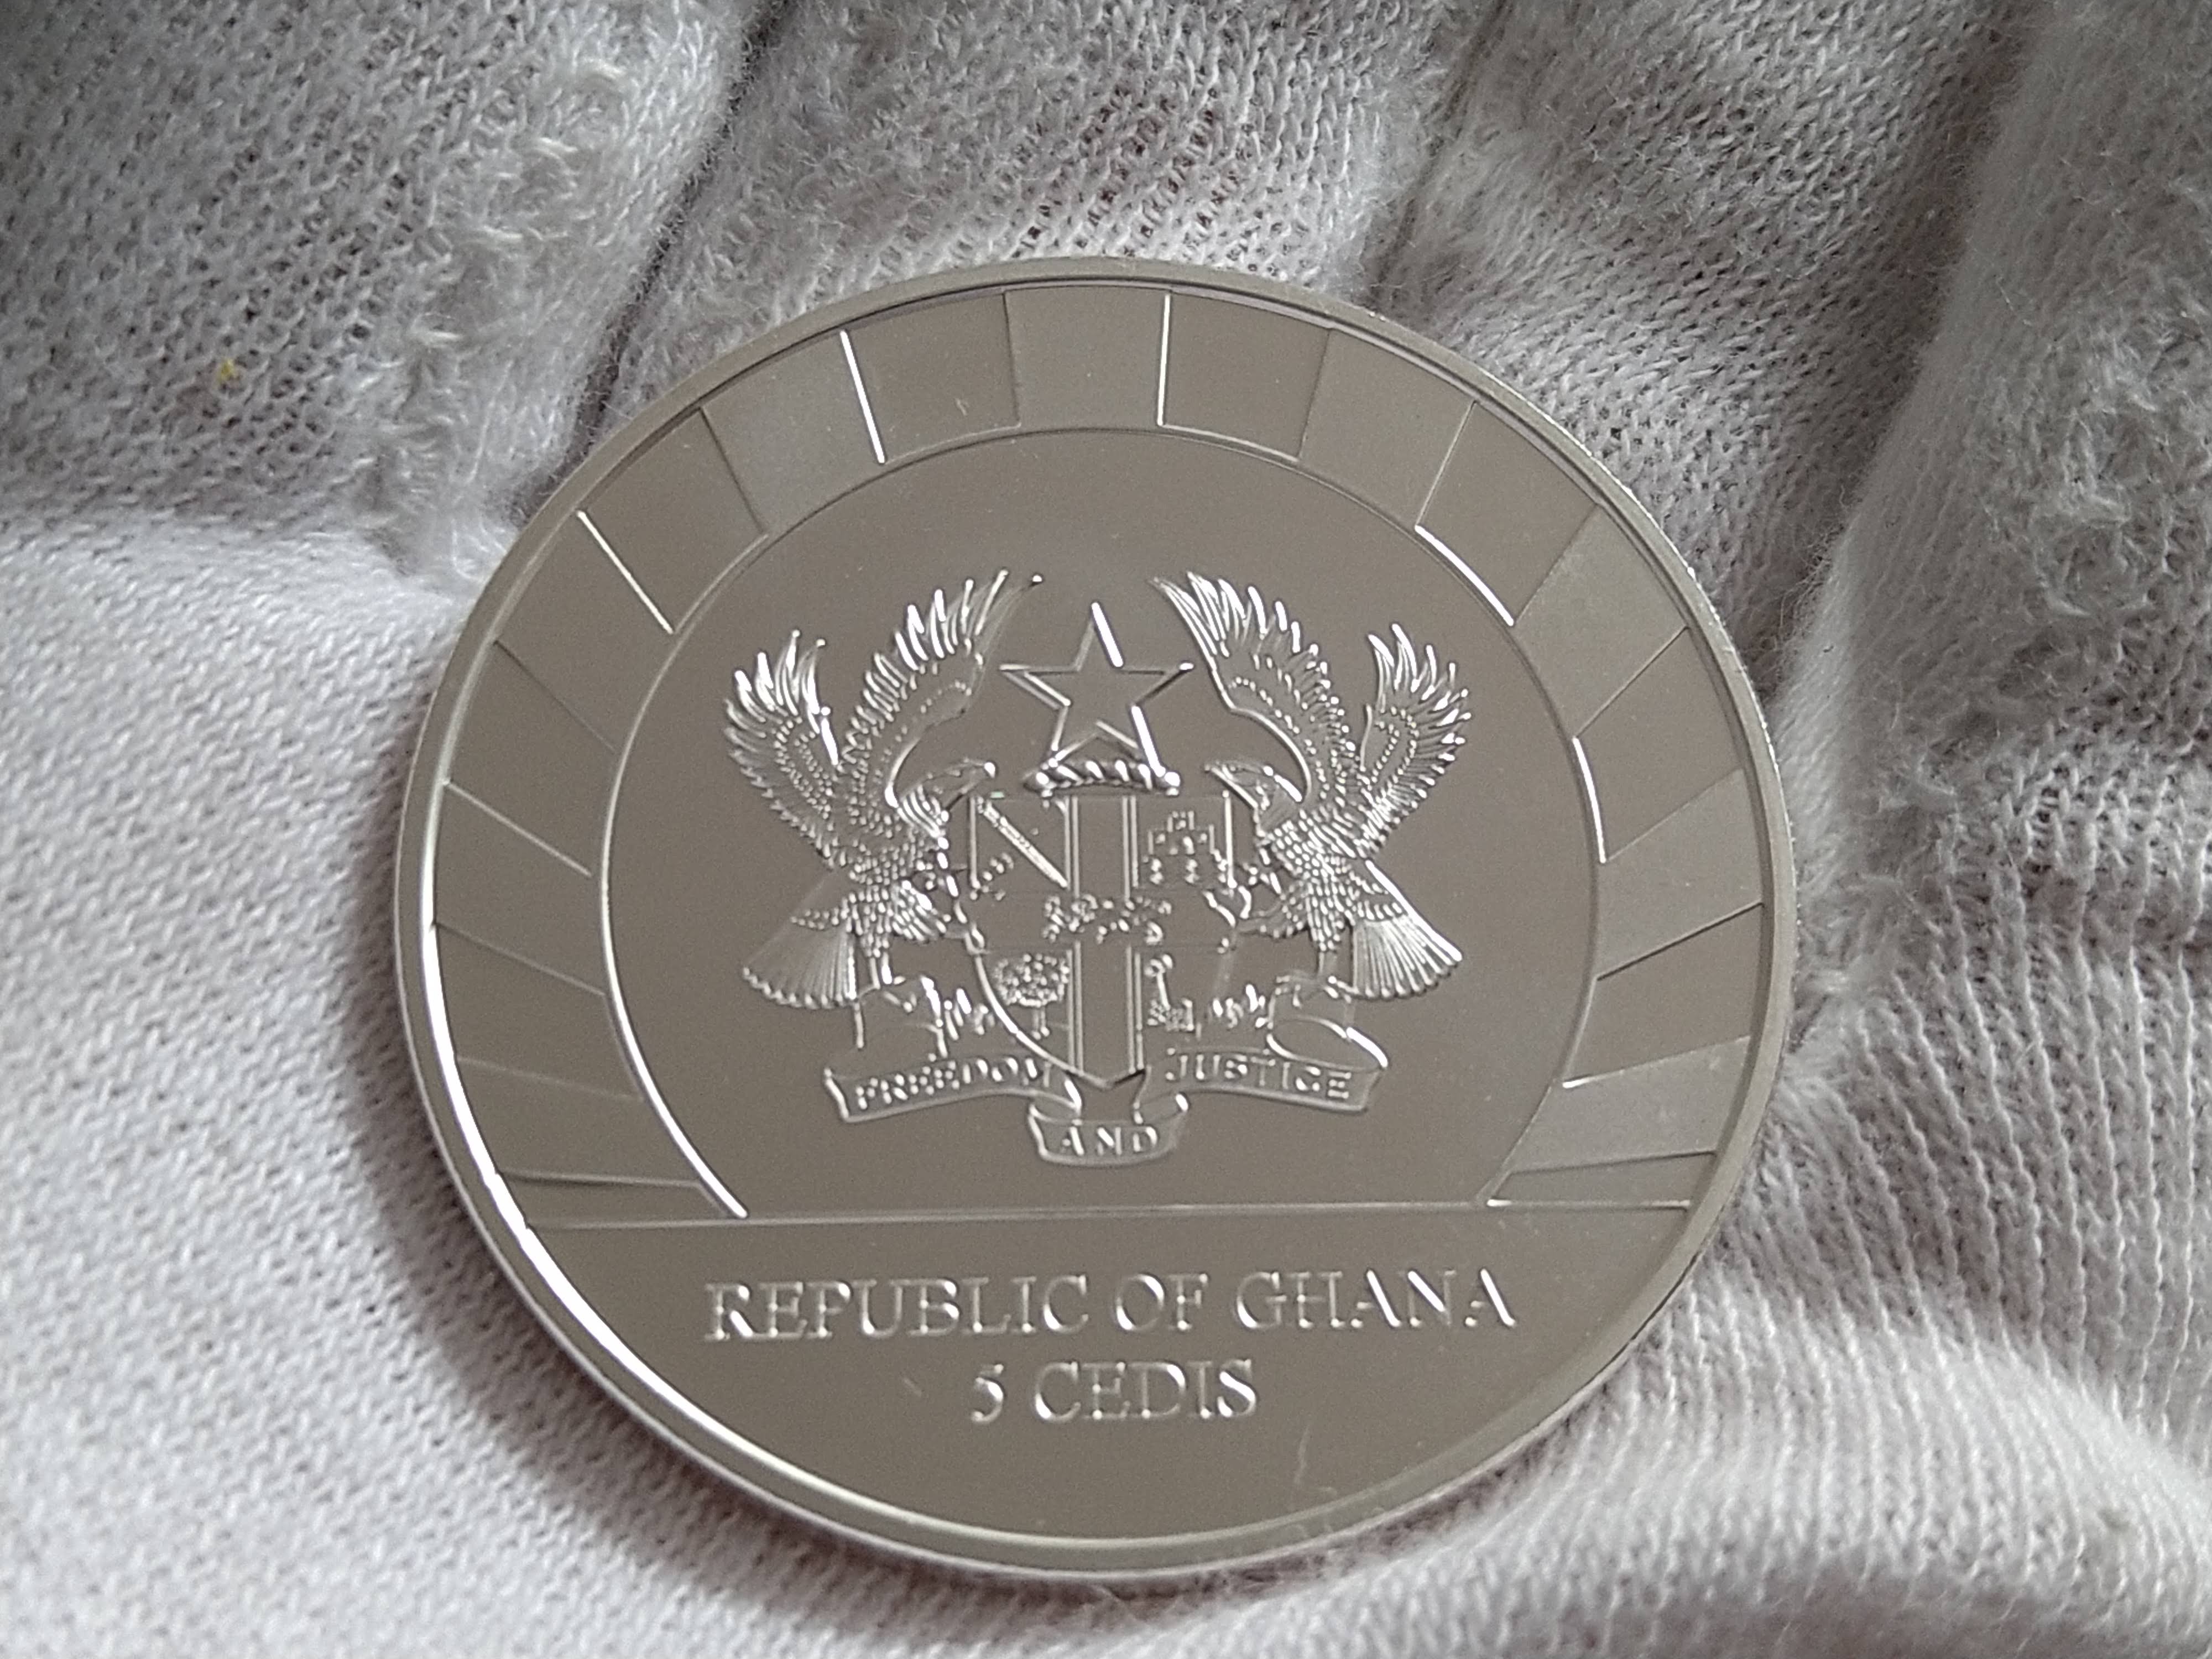 FREEDOM JUSTICE
AND
REPUBLIC OF GHANA
5 CEDIS